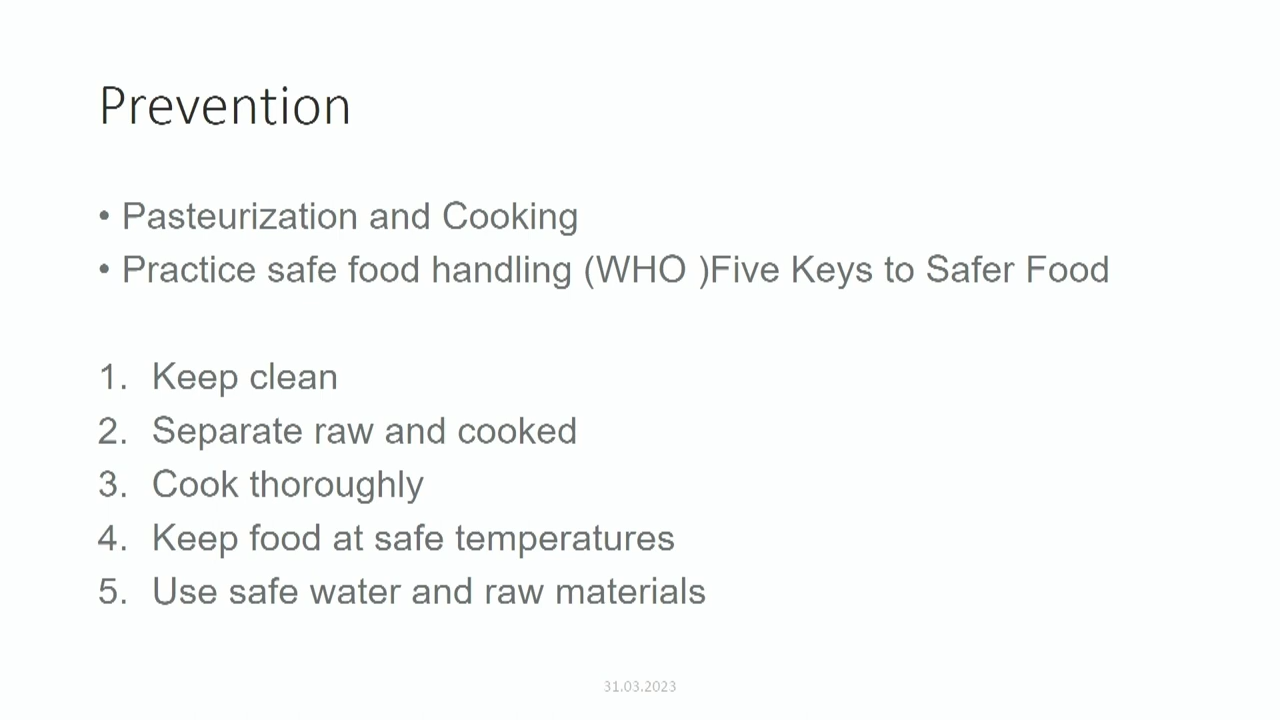 Prevention
• Pasteurization and Cooking
• Practice safe food handling (WHO )Five Keys to Safer Food
1. Keep clean
2. Separate raw and cooked
3. Cook thoroughly
4. Keep food at safe temperatures
5. Use safe water and raw materials
31.03.2023